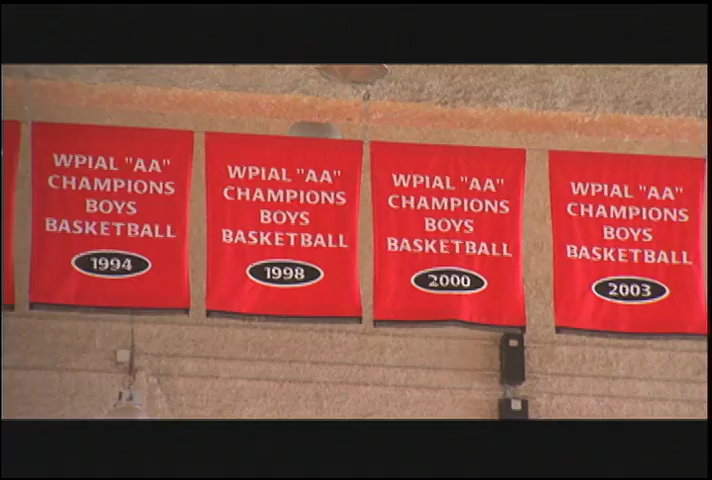 WPIAL "AA"
CHAMPIONS
BOYS
BASKETBALL
1994
WPIAL "AA"
CHAMPIONS
BOYS
BASKETBALL
1998
WPIAL "AA"
CHAMPIONS
BOYS
BASKETBALL
2000
WPIAL "AA"
CHAMPIONS
BOYS
BASKETBALL
2003